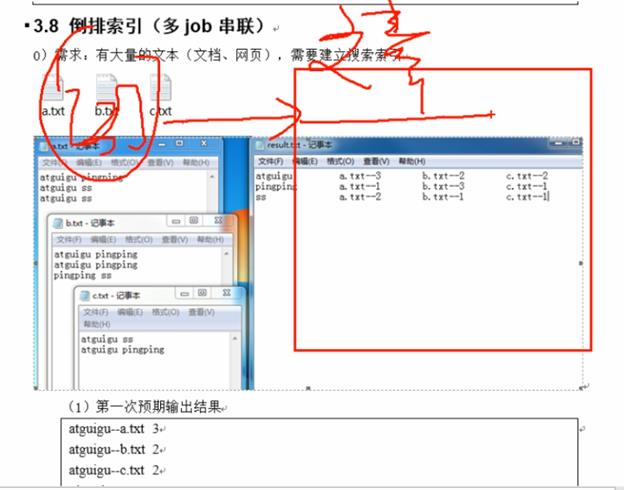 3.8 倒排索引（多 job 串联）
0）需求：有大量的文本（文档、网页），需要建立搜索索引
a.txt b.txt c.txt
a.txt - 记事本
文件(F) 编辑(E) 格式(O) 查看(V) 帮助(H)
atguigu pingping
atguigu ss
atguigu ss
b.txt - 记事本
文件(F) 编辑(E) 格式(O) 查看(V) 帮助(H)
atguigu pingping
atguigu pingping
pingping ss
c.txt - 记事本
文件(F) 编辑(E) 格式(O) 查看(V)
帮助(H)
atguigu ss
atguigu pingping
result.txt - 记事本
文件(F) 编辑(E) 格式(O) 查看(V) 帮助(H)
atguigu a.txt--3 b.txt--2 c.txt--2
pingping a.txt--1 b.txt--3 c.txt--1
ss a.txt--2 b.txt--1 c.txt--1
（1）第一次预期输出结果
atguigu--a.txt 3
atguigu--b.txt 2
atguigu--c.txt 2